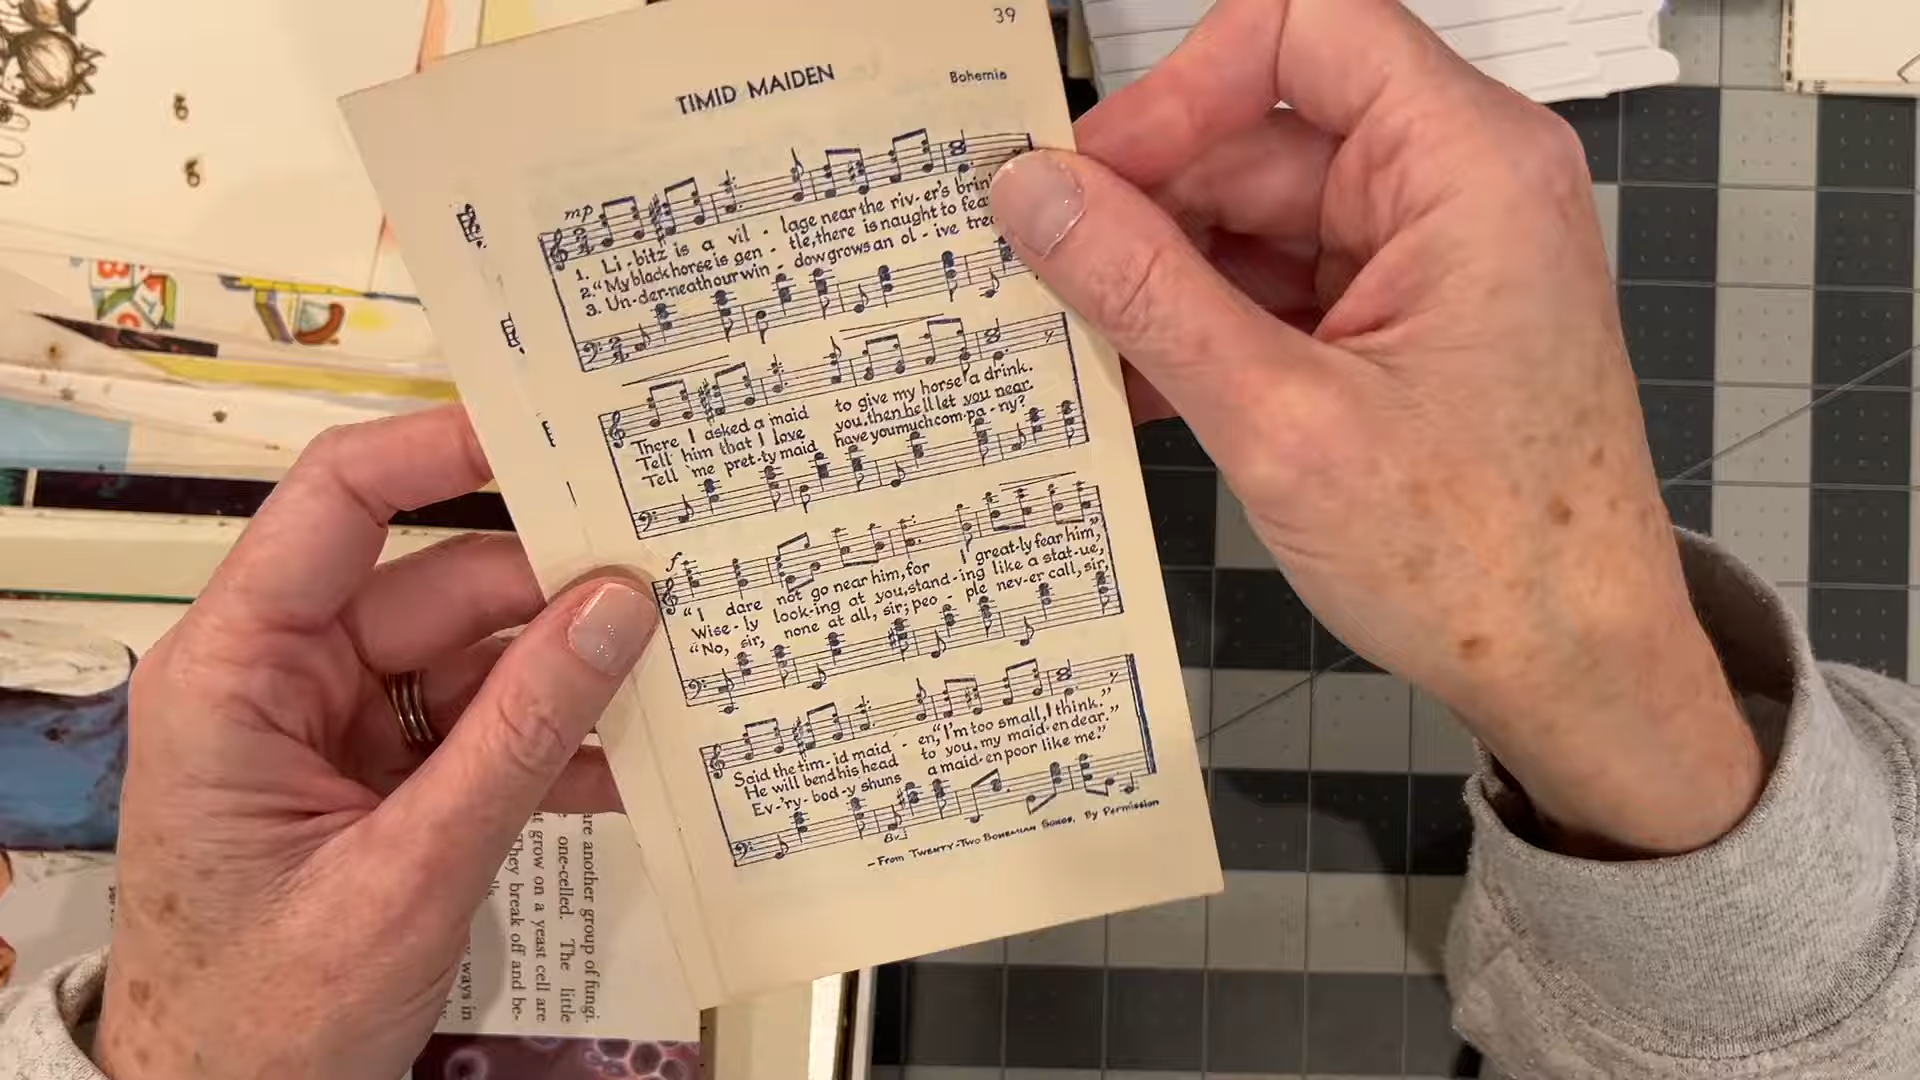 39
TIMID MAIDEN
Bohemia
mp
1. Li-bitz is a vil - lage near the riv-er's
2. "My black horse is gen - tle, there is naught to
3. Un-der-neath our win - dow grows an ol - ive
There I asked a maid to give my horse a drink.
Tell him that I love you, then he'll let you near.
Tell me pret-ty maid have you much com-pa-ny?
f
"I dare not go near him, for I great-ly fear him,"
Wise-ly look-ing at you, stand-ing like a stat-ue,
"No, sir, none at all, sir; peo - ple nev-er call, sir,
Said the tim-id maid - en, "I'm too small, I think."
He will bend his head to you, my maid-en dear."
Ev-'ry-bod-y shuns a maid-en poor like me."
8va
-From TWENTY-TWO BOHEMIAN SONGS, By Permission
are another group of fungi.
one-celled. The little
grow on a yeast cell are
They break off and be-
ways in